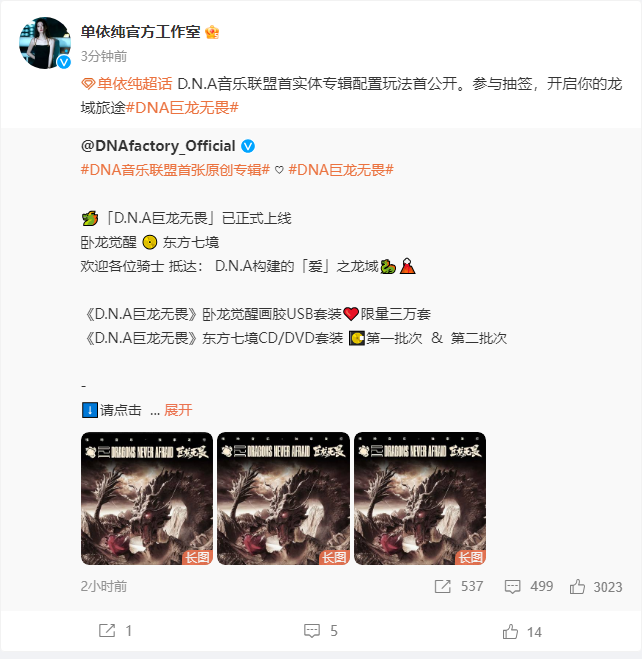 单依纯官方工作室
3分钟前
单依纯超话 D.N.A音乐联盟首实体专辑配置玩法首公开。参与抽签，开启你的龙
域旅途#DNA巨龙无畏#
@DNAfactory_Official
#DNA音乐联盟首张原创专辑# ♡ #DNA巨龙无畏#
🐉「D.N.A巨龙无畏」已正式上线
卧龙觉醒 📀 东方七境
欢迎各位骑士 抵达： D.N.A构建的「爱」之龙域🐉🌋
《D.N.A巨龙无畏》卧龙觉醒画胶USB套装❤️限量三万套
《D.N.A巨龙无畏》东方七境CD/DVD套装 💽第一批次 ＆ 第二批次
-
⬇️请点击 ... 展开
DRAGONS NEVER AFRAID 巨龙无畏
长图
DRAGONS NEVER AFRAID 巨龙无畏
长图
DRAGONS NEVER AFRAID 巨龙无畏
长图
2小时前 537 499 3023
1 5 14